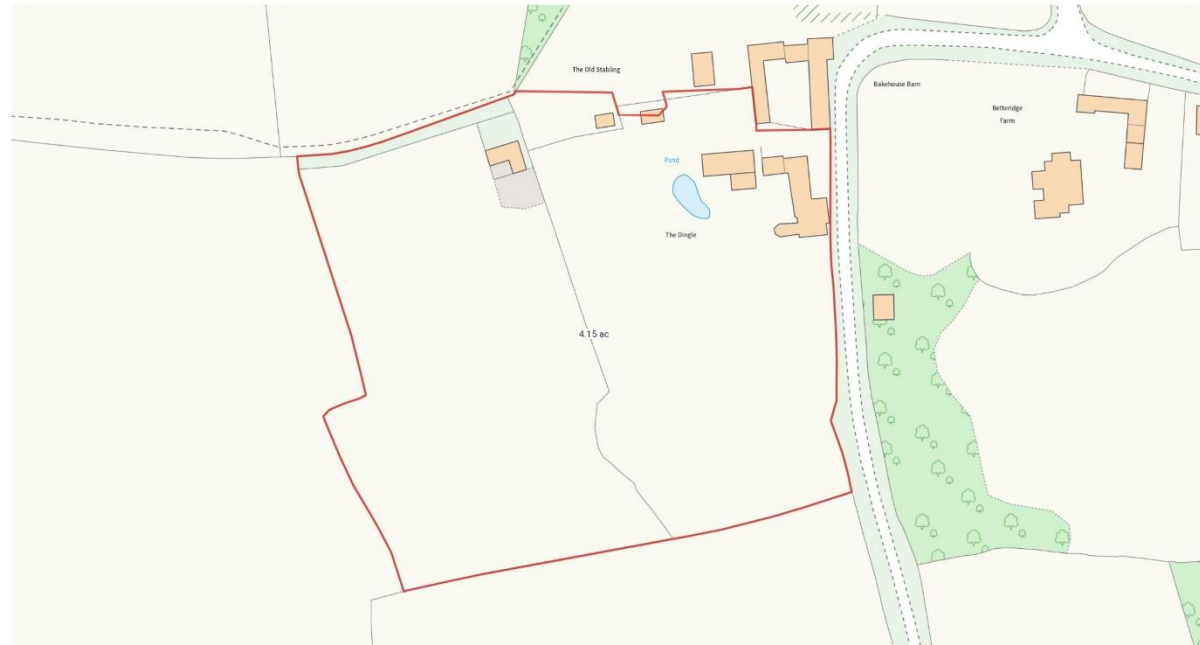 The Old Stabling
Bakehouse Barn
Betteridge
Farm
Pond
The Dingle
4.15 ac